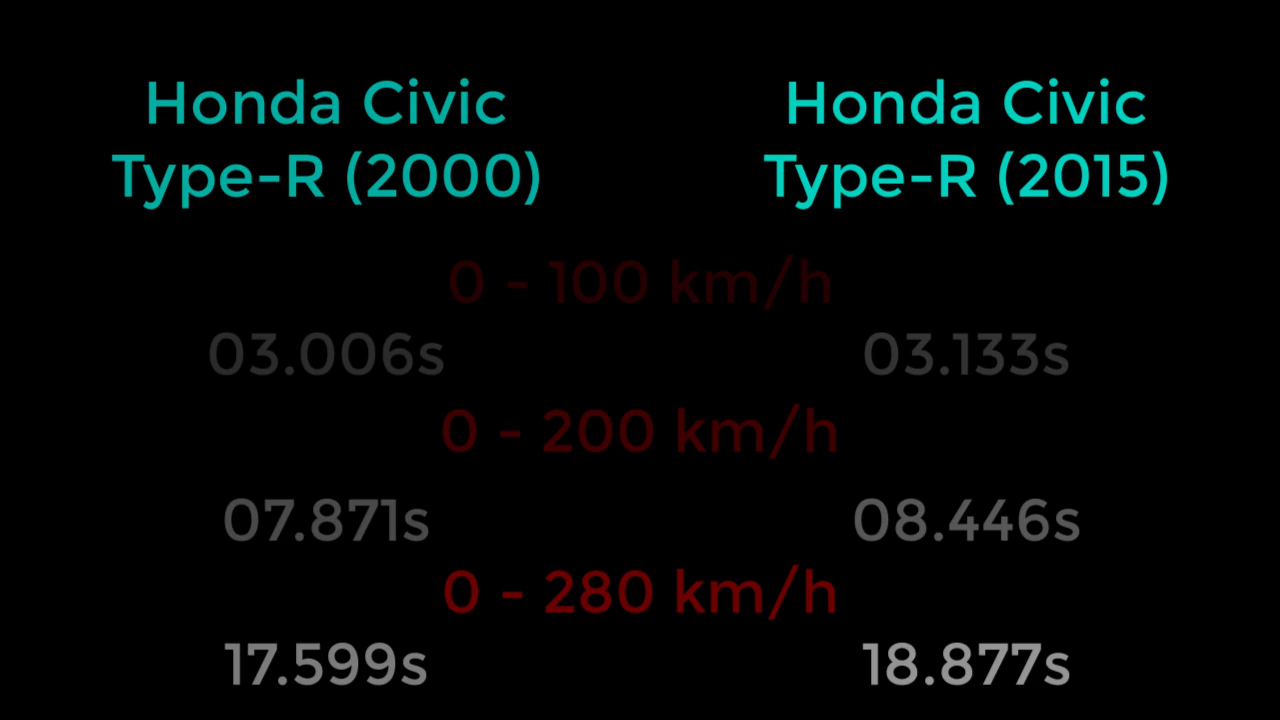 Honda Civic
Type-R (2000)
Honda Civic
Type-R (2015)
0 - 100 km/h
03.006s
03.133s
0 - 200 km/h
07.871s
08.446s
0 - 280 km/h
17.599s
18.877s